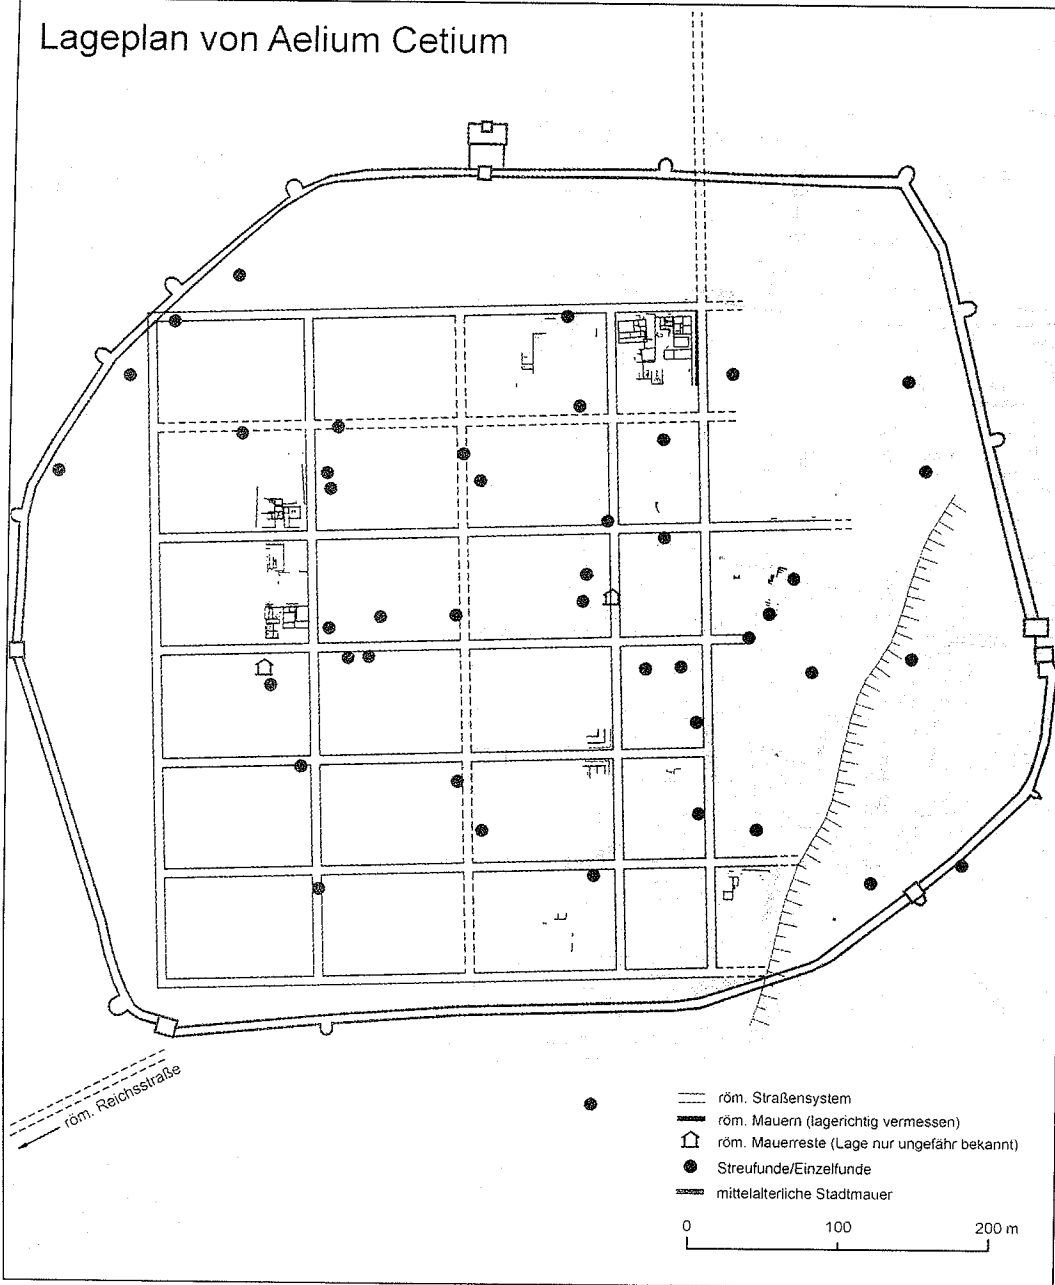 Lageplan von Aelium Cetium
röm. Reichsstraße
röm. Straßensystem
röm. Mauern (lagerichtig vermessen)
röm. Mauerreste (Lage nur ungefähr bekannt)
Streufunde/Einzelfunde
mittelalterliche Stadtmauer
0 100 200 m